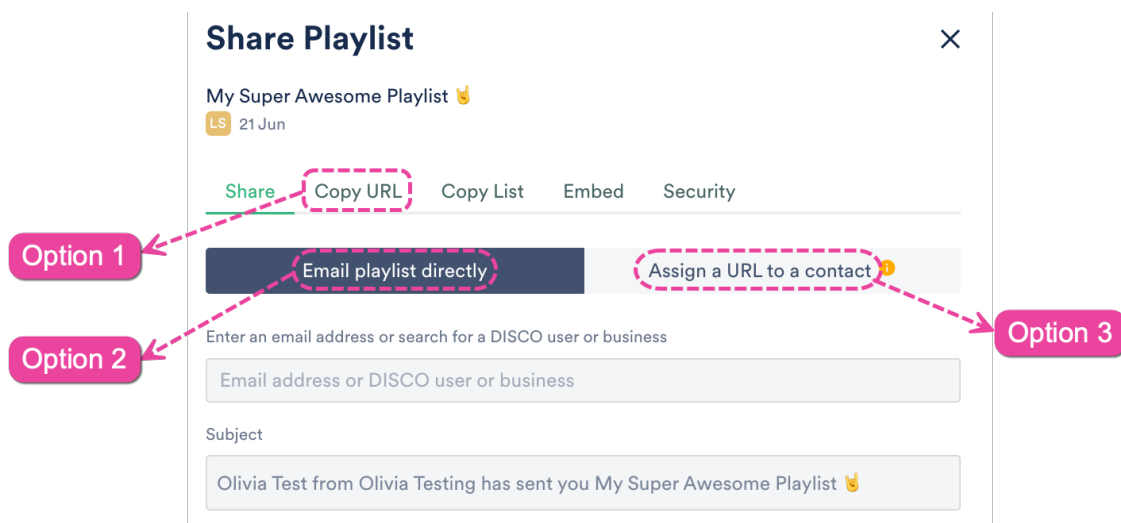 Share Playlist
My Super Awesome Playlist 🤘
LS 21 Jun
Share Copy URL Copy List Embed Security
Option 1
Email playlist directly Assign a URL to a contact
Option 3
Enter an email address or search for a DISCO user or business
Option 2
Email address or DISCO user or business
Subject
Olivia Test from Olivia Testing has sent you My Super Awesome Playlist 🤘